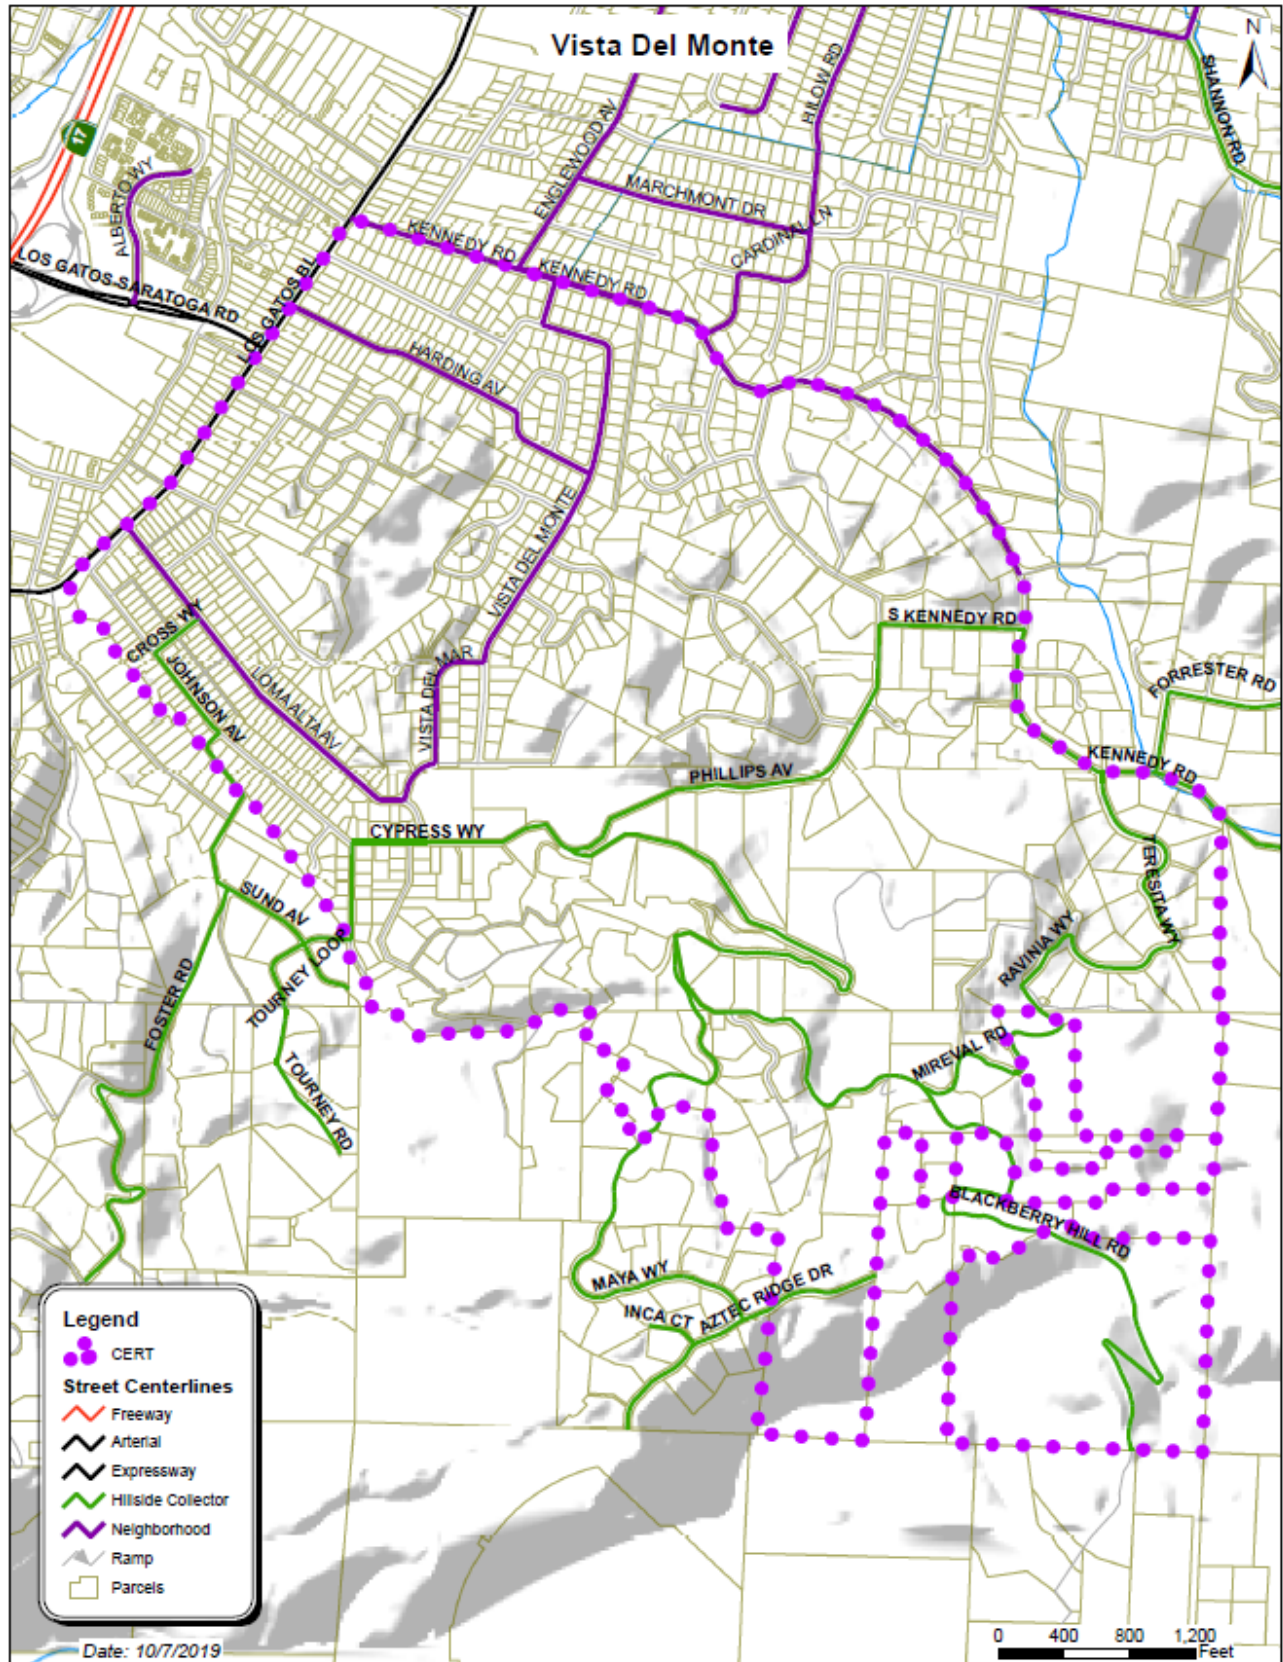 Vista Del Monte
N
17
SHANNON RD
HILOW RD
ENGLEWOOD AV
MARCHMONT DR
CARDINAL LN
ALBERTO WY
KENNEDY RD
KENNEDY RD
LOS GATOS-SARATOGA RD
LOS GATOS BL
HARDING AV
VISTA DEL MONTE
S KENNEDY RD
CROSS WY
JOHNSON AV
LOMA ALTA AV
VISTA DEL MAR
FORRESTER RD
KENNEDY RD
PHILLIPS AV
CYPRESS WY
TERESITA WY
SUND AV
RAVINIA WY
TOURNEY LOOP
FOSTER RD
MIREVAL RD
TOURNEY RD
BLACKBERRY HILL RD
MAYA WY
INCA CT
AZTEC RIDGE DR
Legend
CERT
Street Centerlines
Freeway
Arterial
Expressway
Hillside Collector
Neighborhood
Ramp
Parcels
Date: 10/7/2019
0 400 800 1,200
Feet